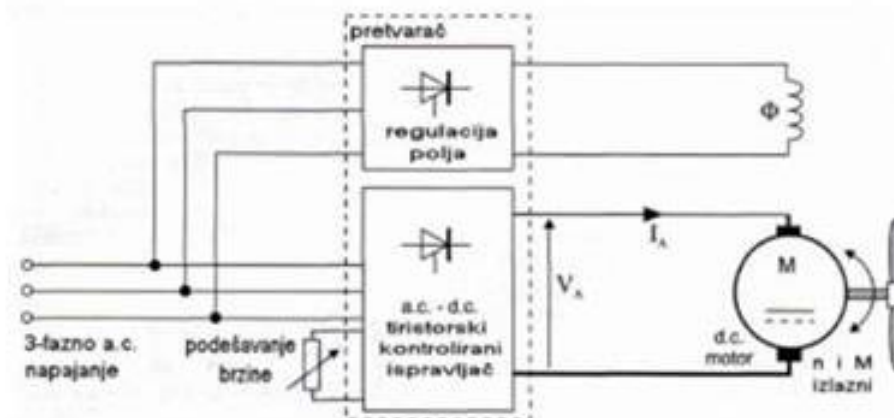 pretvarač
regulacija
polja
Φ
I_A
V_A
M
a.c. - d.c.
tiristorski
kontrolirani
ispravljač
3-fazno a.c.
napajanje
podešavanje
brzine
d.c.
motor
n i M
izlazni